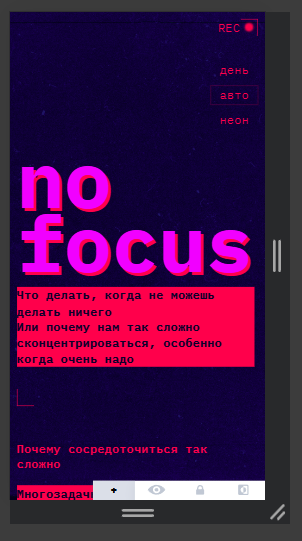 REC
день
авто
неон
no
focus
Что делать, когда не можешь
делать ничего
Или почему нам так сложно
сконцентрироваться, особенно
когда очень надо
Почему сосредоточиться так
сложно